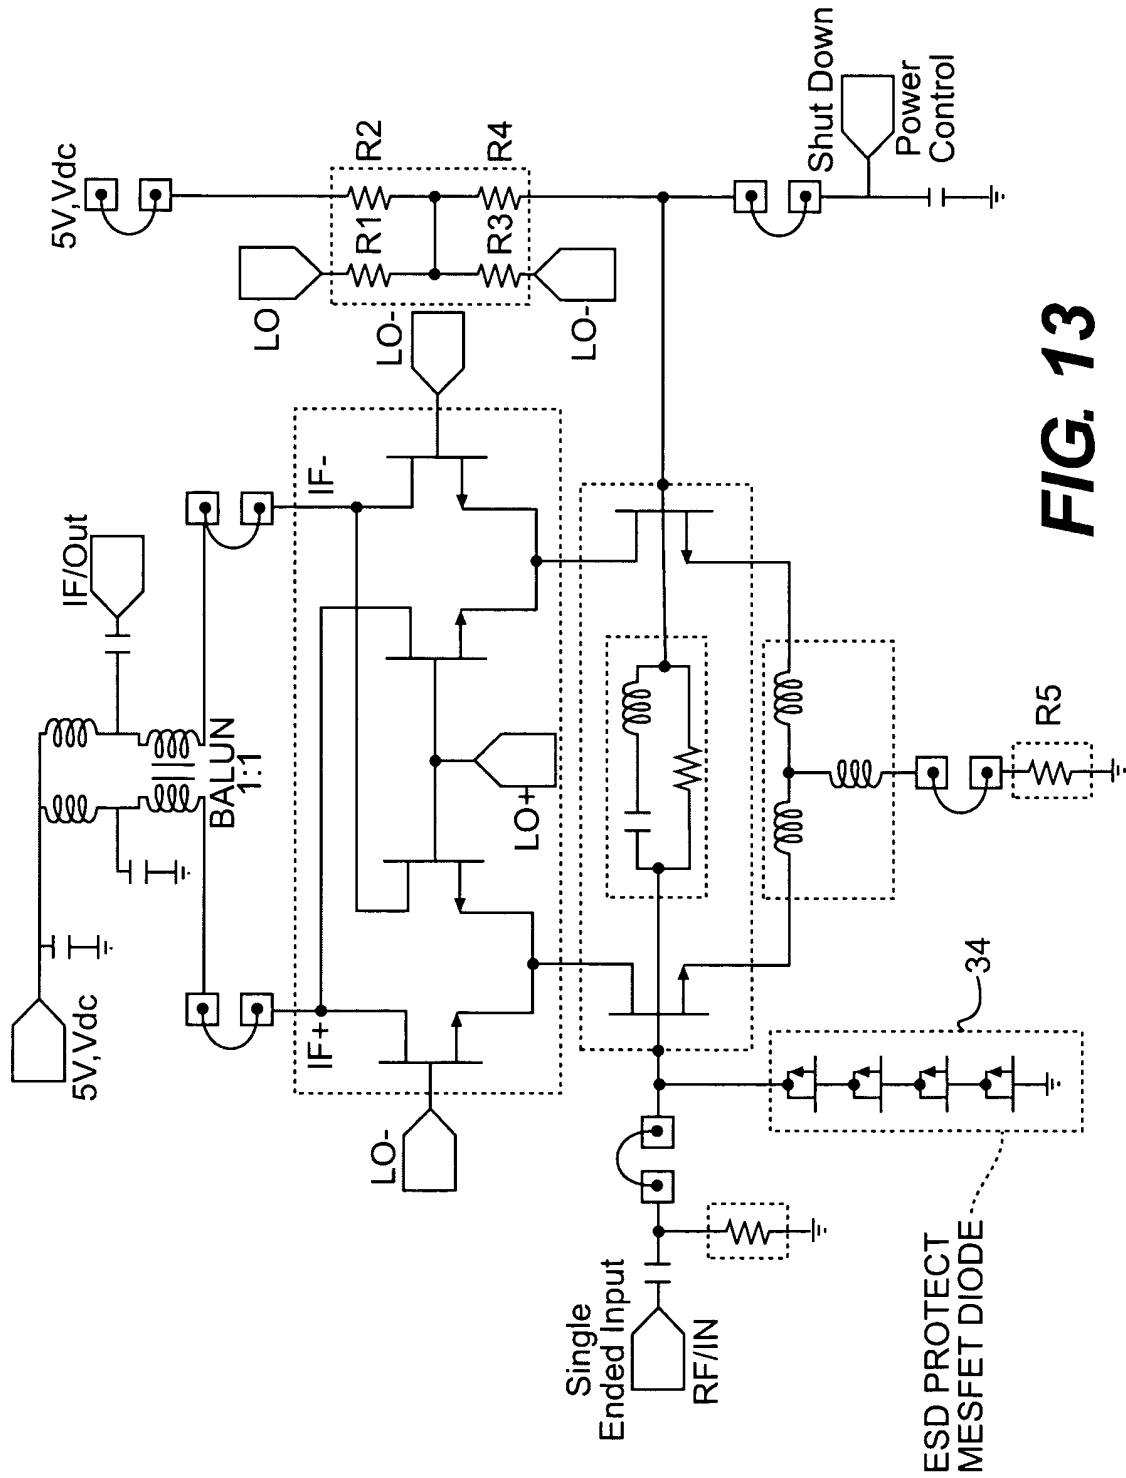 5V,Vdc
IF/Out
BALUN
1:1
5V,Vdc
IF+
IF-
LO-
LO+
LO-
LO
LO-
R1
R2
R3
R4
Shut Down
Power
Control
Single
Ended Input
RF/IN
R5
34
ESD PROTECT
MESFET DIODE
FIG. 13